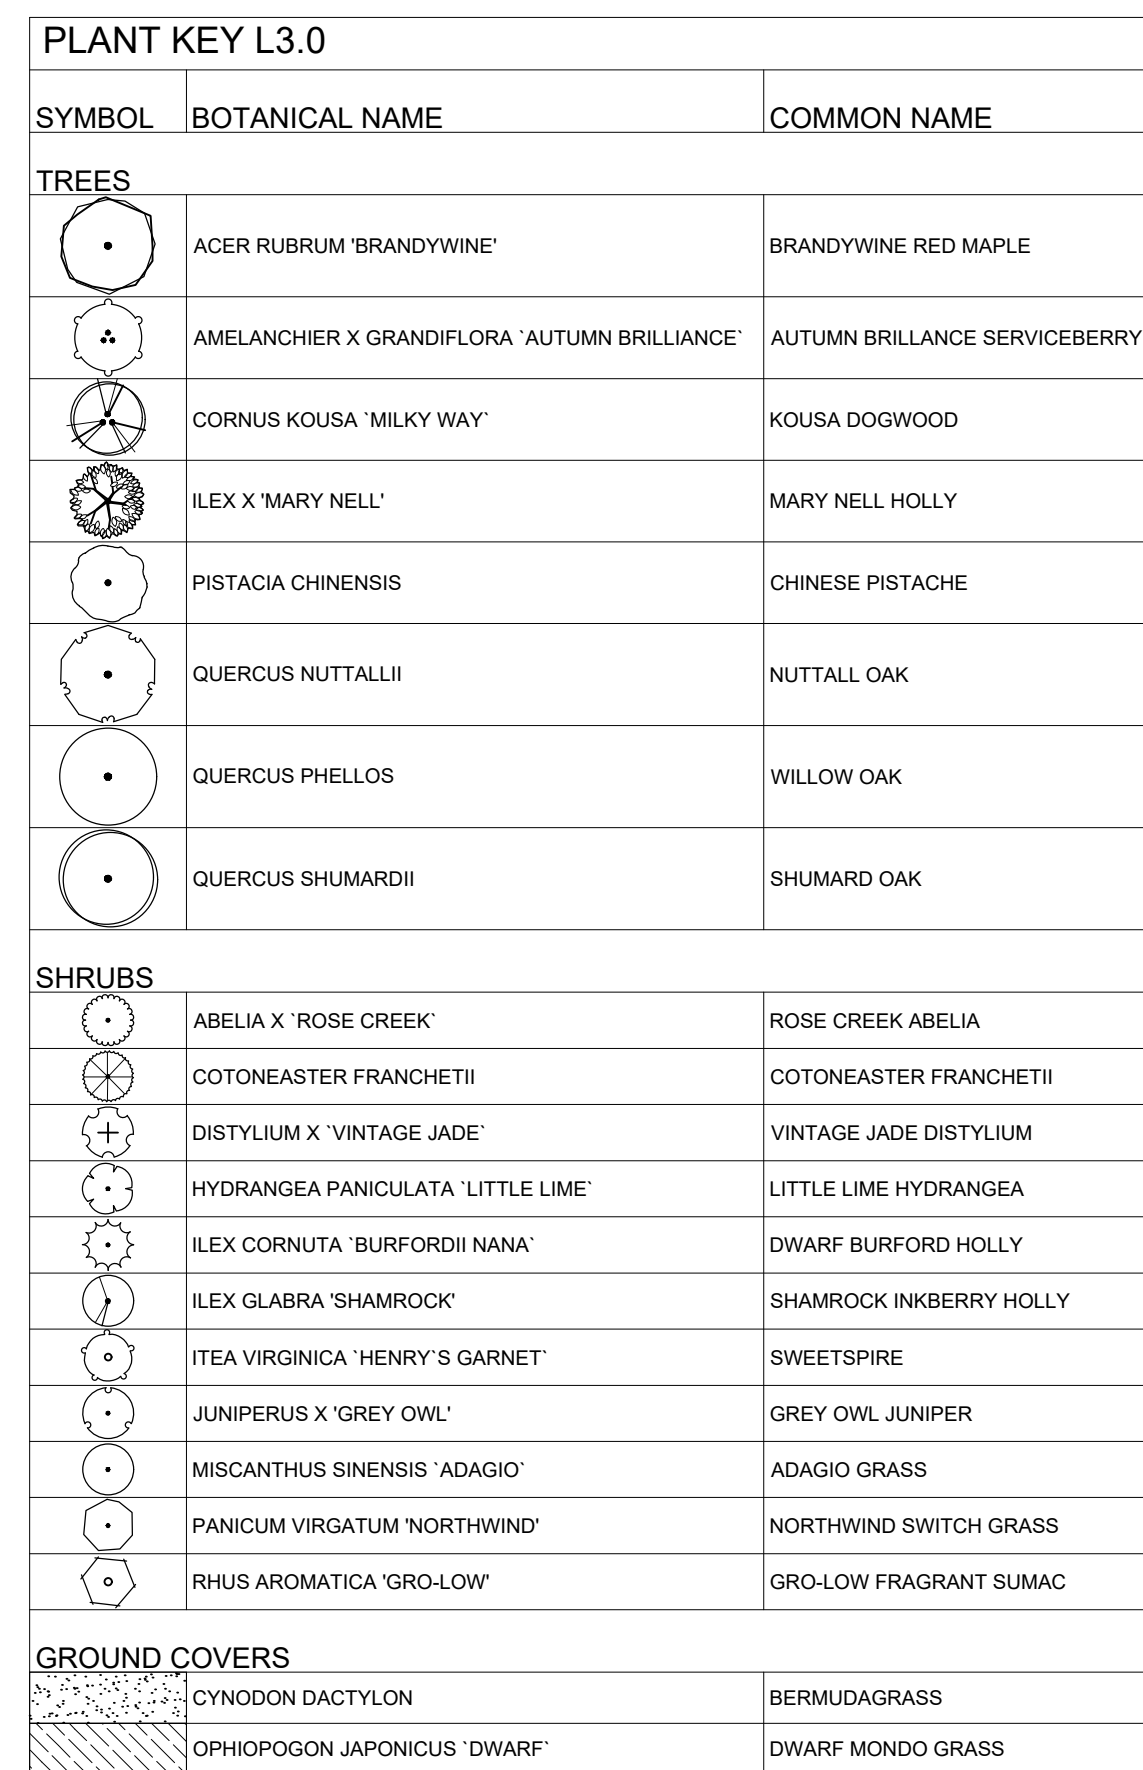 PLANT KEY L3.0
SYMBOL BOTANICAL NAME COMMON NAME
TREES
ACER RUBRUM 'BRANDYWINE' BRANDYWINE RED MAPLE
AMELANCHIER X GRANDIFLORA `AUTUMN BRILLIANCE` AUTUMN BRILLANCE SERVICEBERRY
CORNUS KOUSA `MILKY WAY` KOUSA DOGWOOD
ILEX X 'MARY NELL' MARY NELL HOLLY
PISTACIA CHINENSIS CHINESE PISTACHE
QUERCUS NUTTALLII NUTTALL OAK
QUERCUS PHELLOS WILLOW OAK
QUERCUS SHUMARDII SHUMARD OAK
SHRUBS
ABELIA X `ROSE CREEK` ROSE CREEK ABELIA
COTONEASTER FRANCHETII COTONEASTER FRANCHETII
DISTYLIUM X `VINTAGE JADE` VINTAGE JADE DISTYLIUM
HYDRANGEA PANICULATA `LITTLE LIME` LITTLE LIME HYDRANGEA
ILEX CORNUTA `BURFORDII NANA` DWARF BURFORD HOLLY
ILEX GLABRA 'SHAMROCK' SHAMROCK INKBERRY HOLLY
ITEA VIRGINICA `HENRY`S GARNET` SWEETSPIRE
JUNIPERUS X 'GREY OWL' GREY OWL JUNIPER
MISCANTHUS SINENSIS `ADAGIO` ADAGIO GRASS
PANICUM VIRGATUM 'NORTHWIND' NORTHWIND SWITCH GRASS
RHUS AROMATICA 'GRO-LOW' GRO-LOW FRAGRANT SUMAC
GROUND COVERS
CYNODON DACTYLON BERMUDAGRASS
OPHIOPOGON JAPONICUS `DWARF` DWARF MONDO GRASS